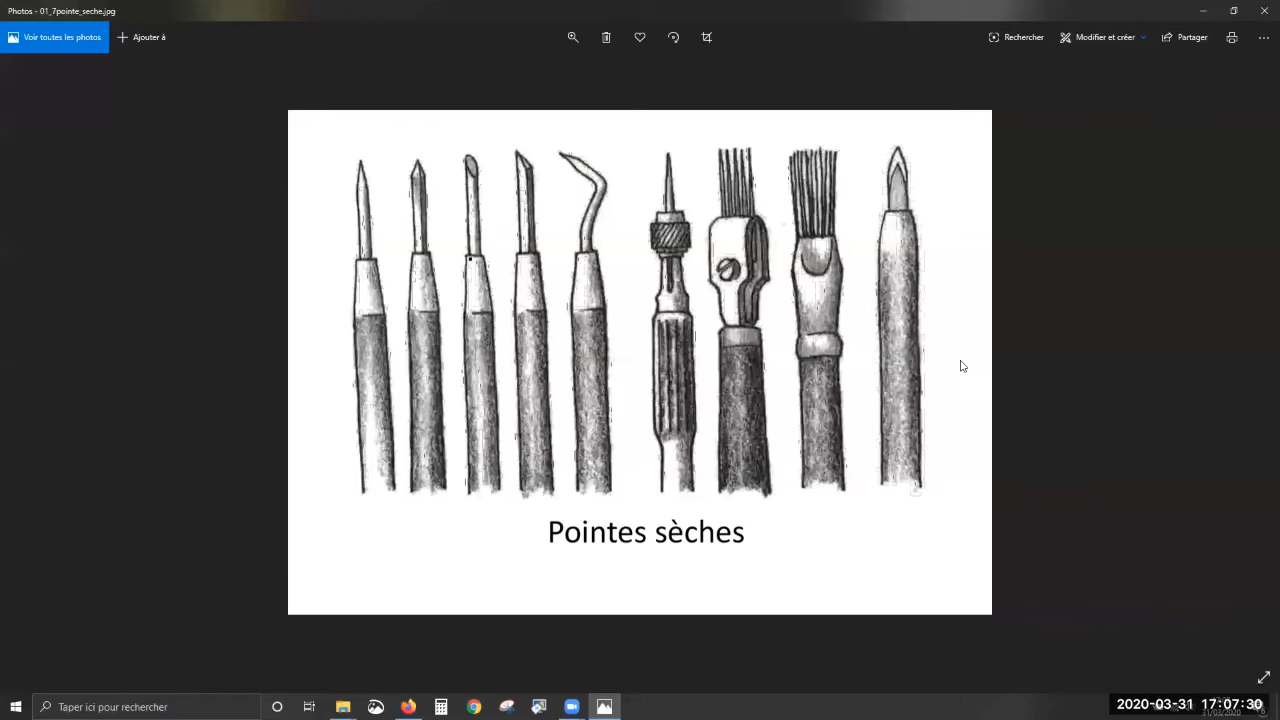 Photos - 01_7pointe_seche.jpg
Voir toutes les photos
Ajouter à
Rechercher
Modifier et créer
Partager
Pointes sèches
Taper ici pour rechercher
2020-03-31 17:07:30